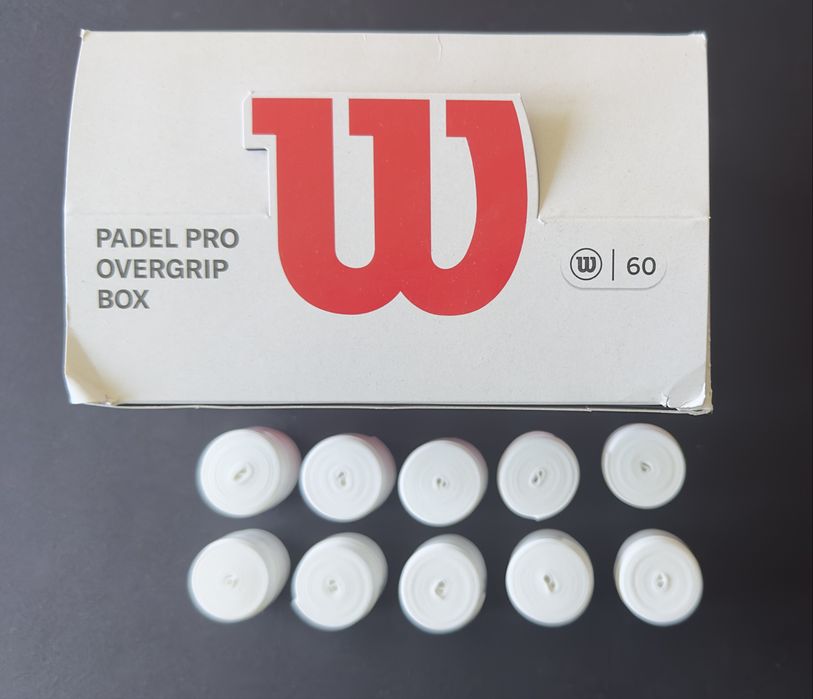 W
PADEL PRO
OVERGRIP
BOX
W | 60